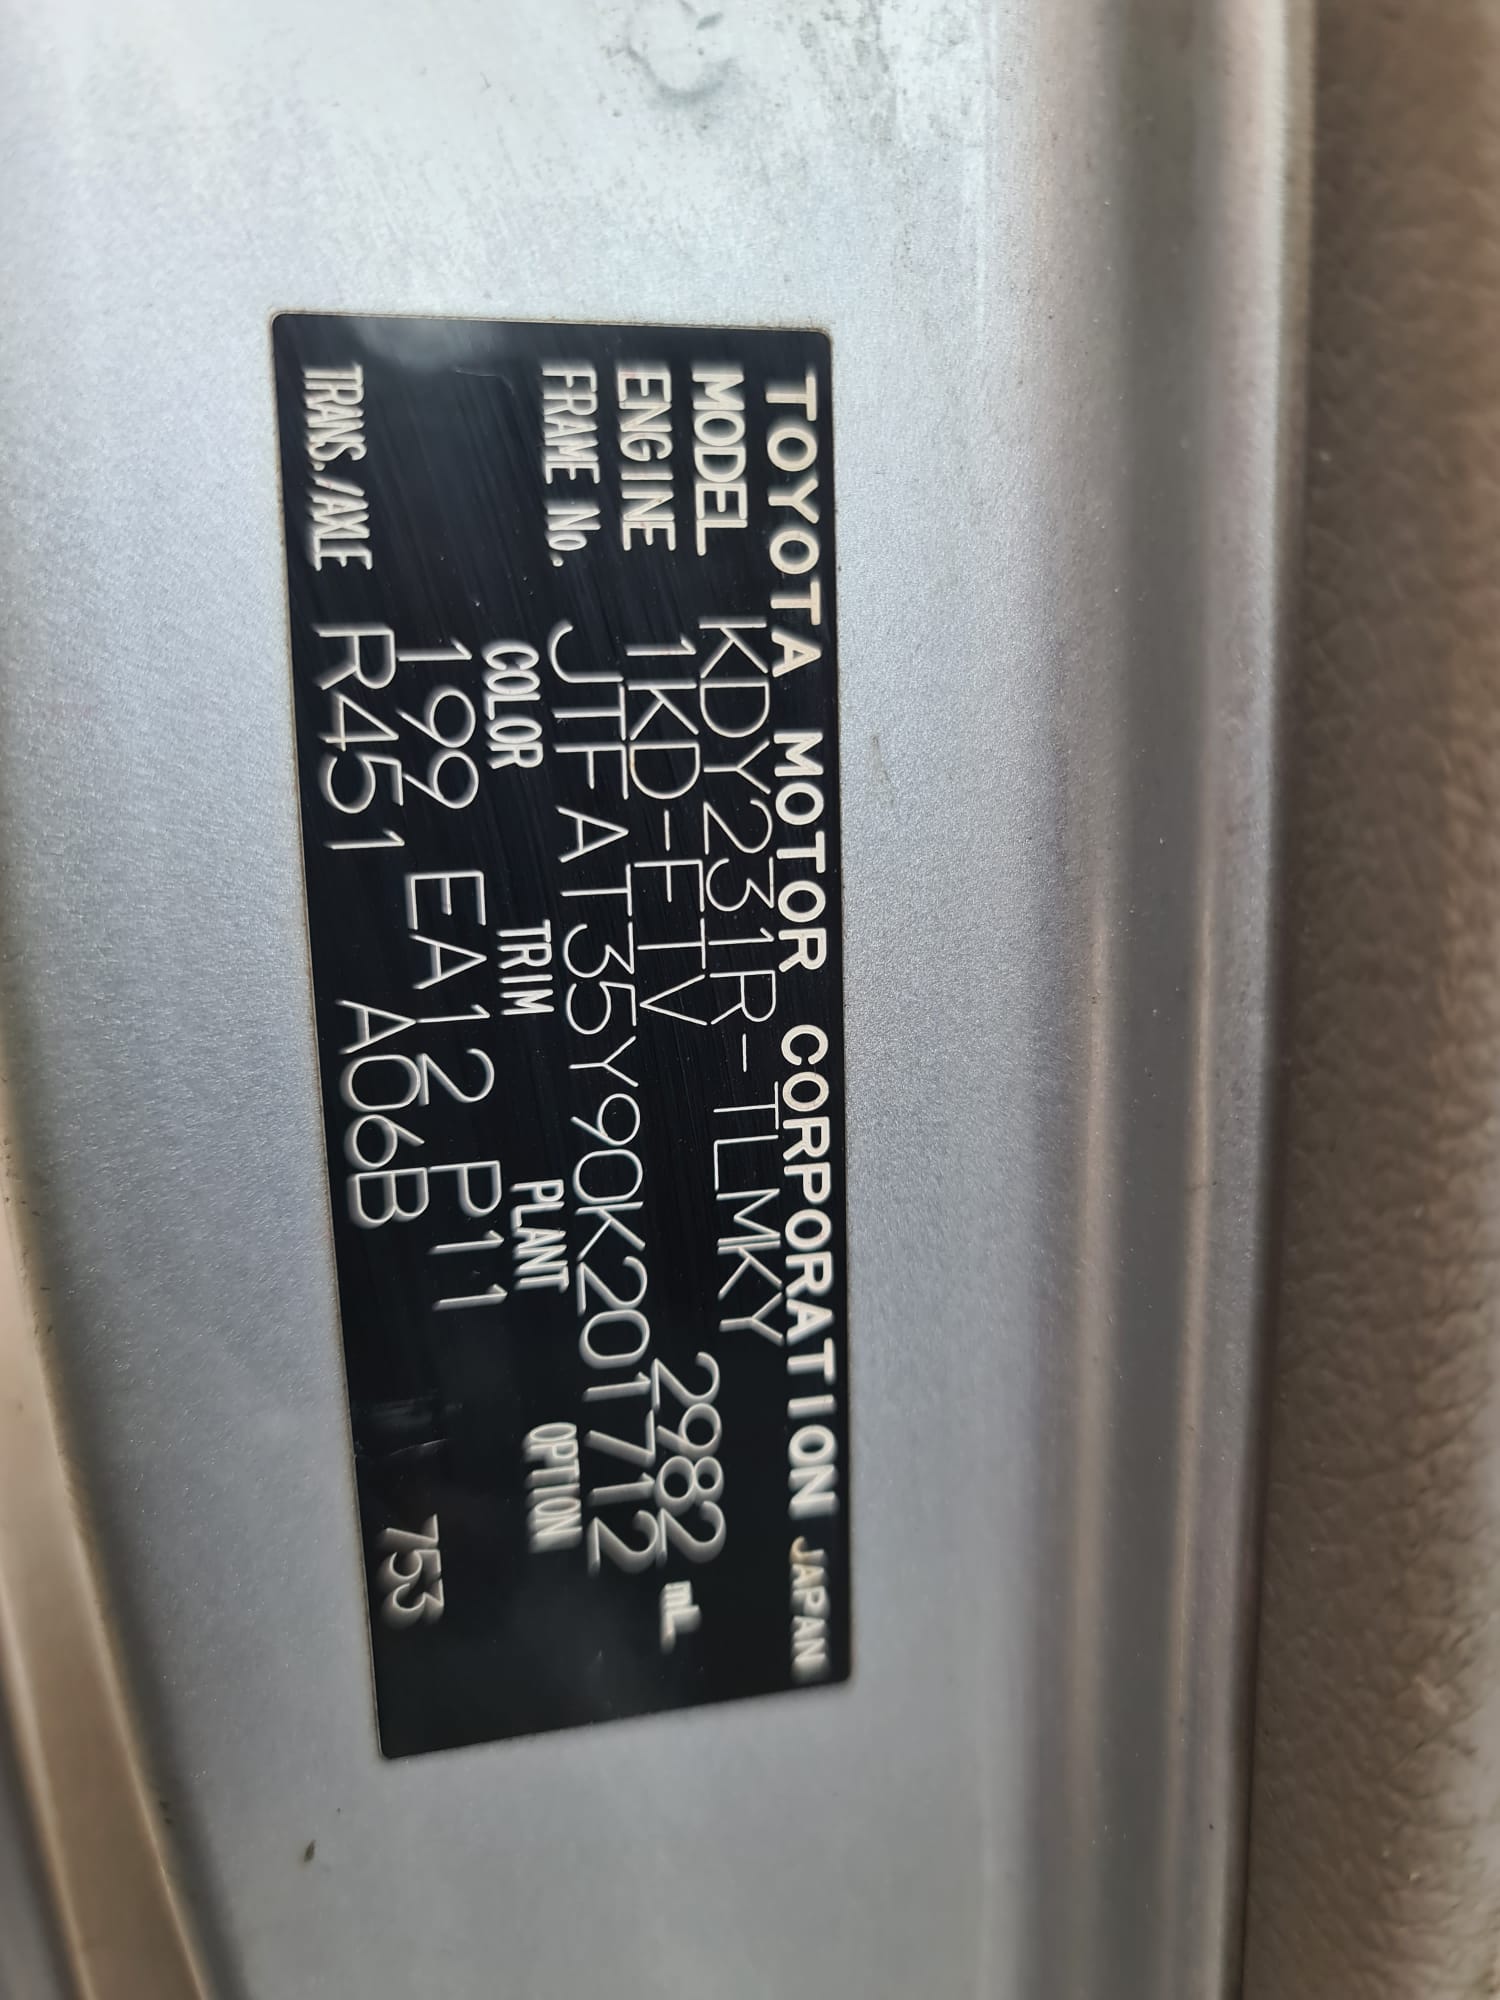 TOYOTA MOTOR CORPORATION JAPAN
MODEL KDY231R-TLMKY
ENGINE 1KD-FTV 2982 mL
FRAME No. JTFAT35Y90K201712
COLOR TRIM PLANT OPTION
199 EA12 P11
TRANS./AXLE R451 A06B 753